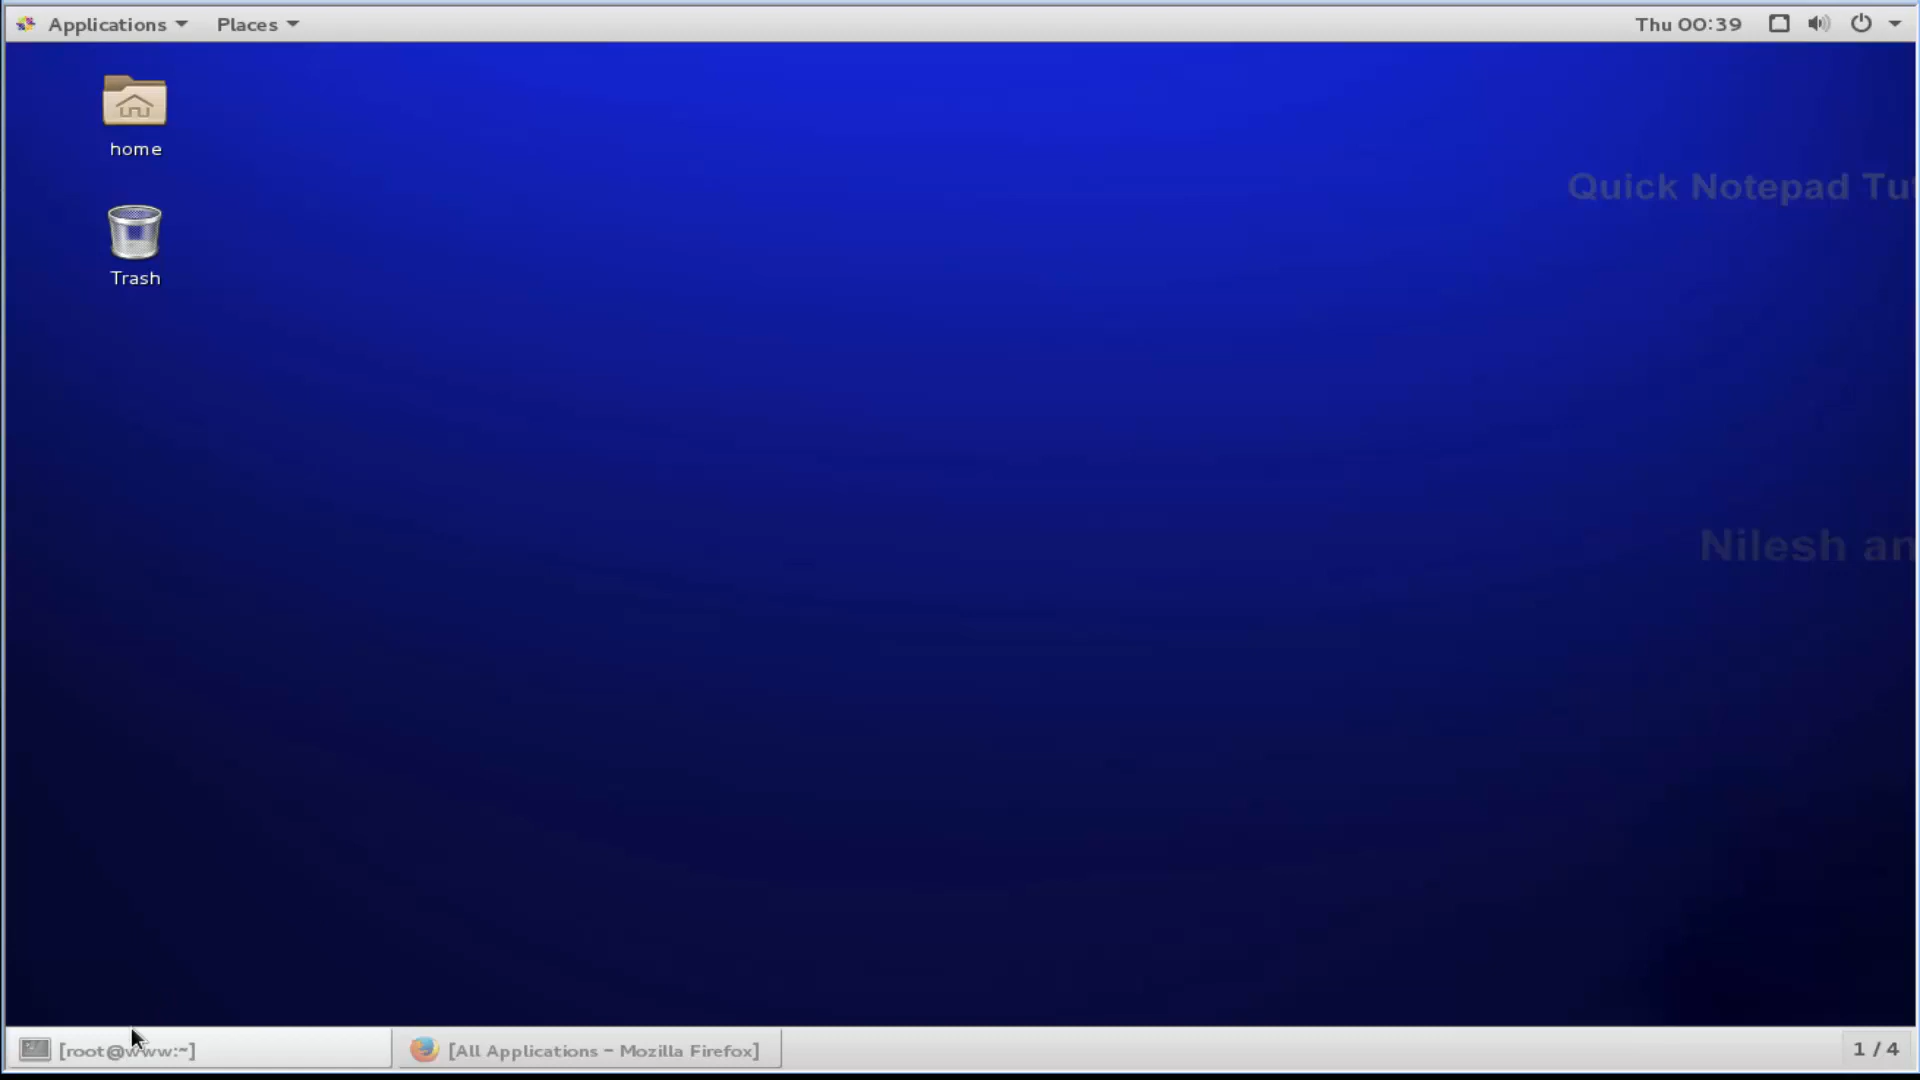 Applications Places Thu 00:39
home
Quick Notepad Tut
Trash
Nilesh an
[root@www:~] [All Applications - Mozilla Firefox] 1 / 4